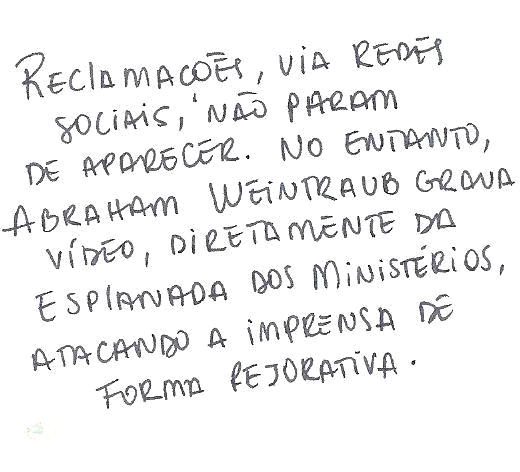 RECLAMACOĒS, VIA REDES
SOCIAIS, NÃO PARAM
DE APARECER. NO ENTANTO,
ABRAHAM WEINTRAUB GRAVA
VÍDEO, DIRETAMENTE DA
ESPLANADA DOS MINISTÉRIOS,
ATACANDO A IMPRENSA DE
FORMA PEJORATIVA.